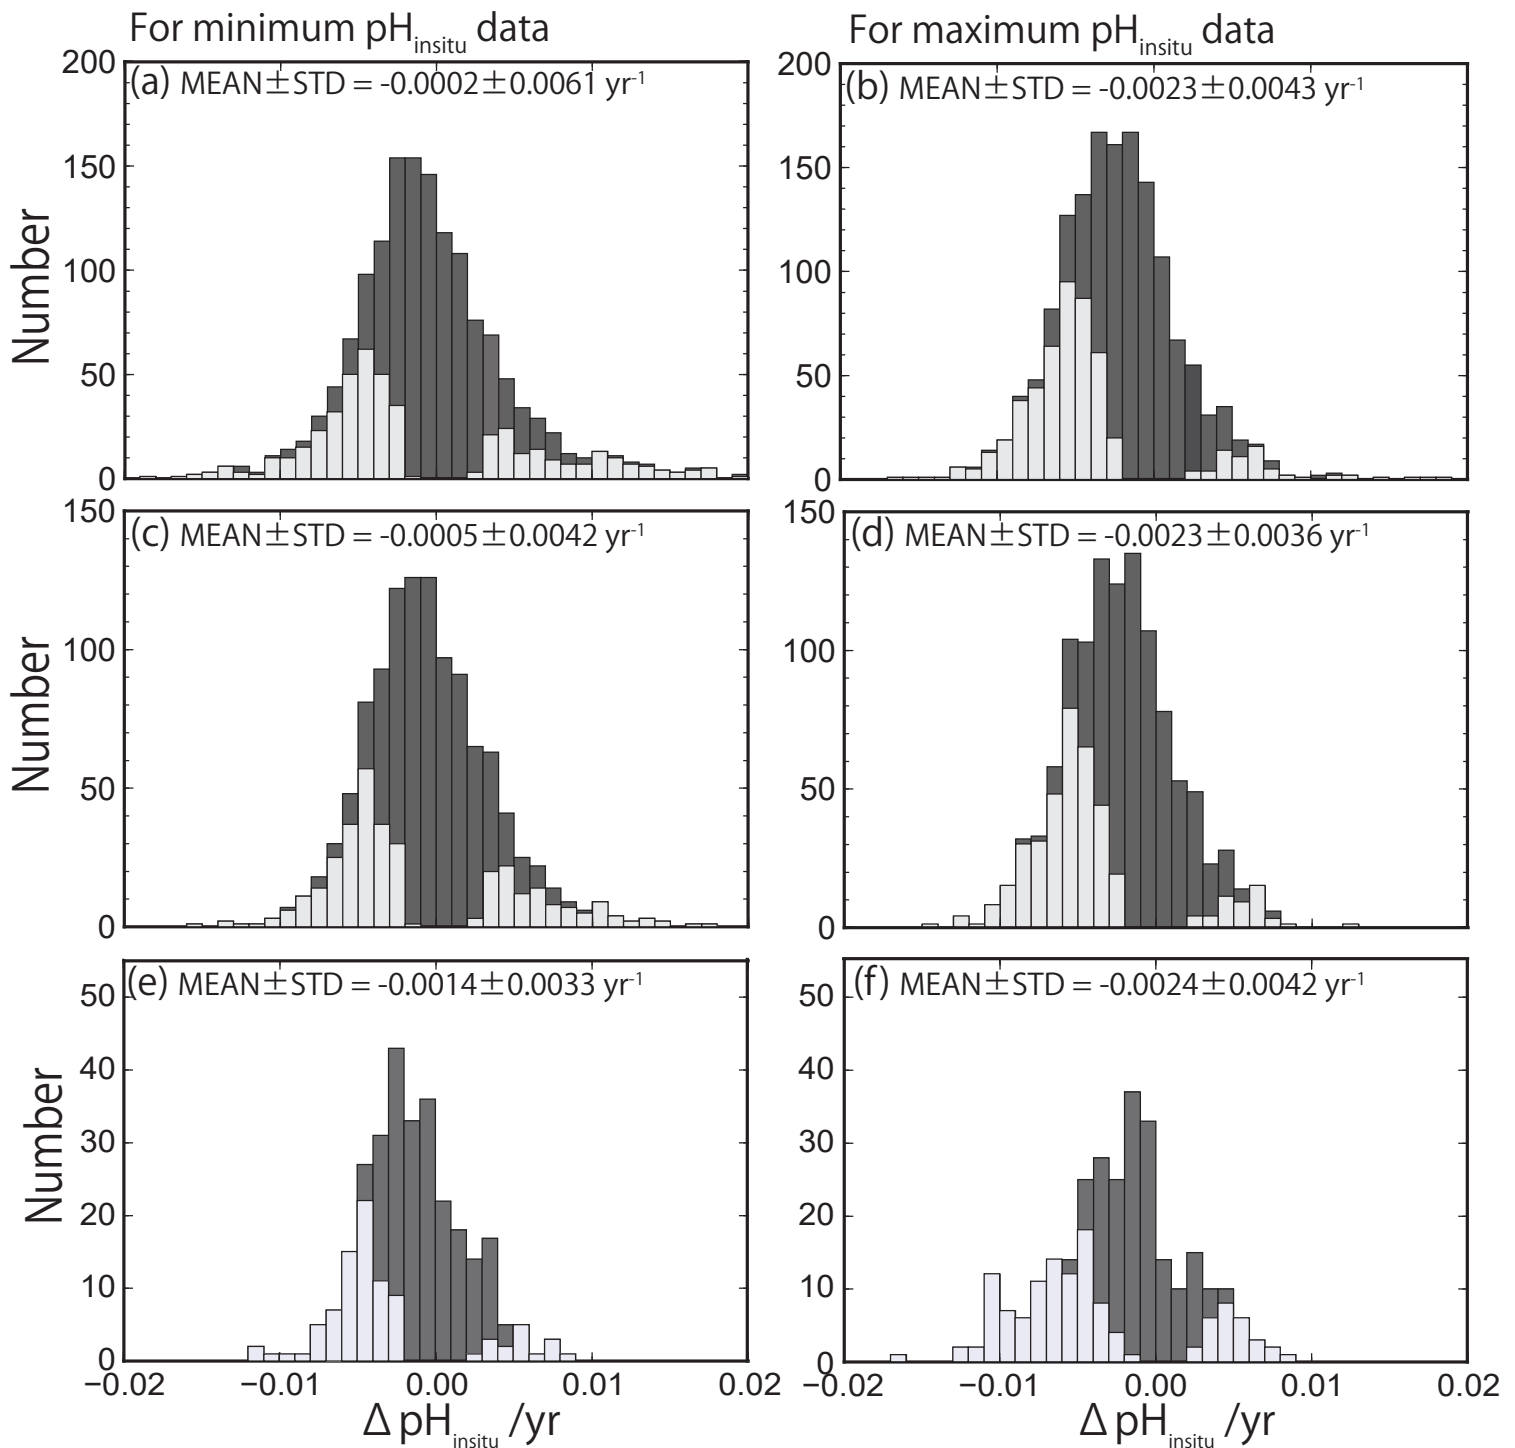 For minimum pHinsitu data
For maximum pHinsitu data
(a) MEAN±STD = -0.0002±0.0061 yr-1
(b) MEAN±STD = -0.0023±0.0043 yr-1
200
150
100
50
0
Number
200
150
100
50
0
(c) MEAN±STD = -0.0005±0.0042 yr-1
(d) MEAN±STD = -0.0023±0.0036 yr-1
150
100
50
0
Number
150
100
50
0
(e) MEAN±STD = -0.0014±0.0033 yr-1
(f) MEAN±STD = -0.0024±0.0042 yr-1
50
40
30
20
10
0
Number
50
40
30
20
10
0
−0.02 −0.01 0.00 0.01 0.02
−0.02 −0.01 0.00 0.01 0.02
Δ pHinsitu /yr
Δ pHinsitu /yr